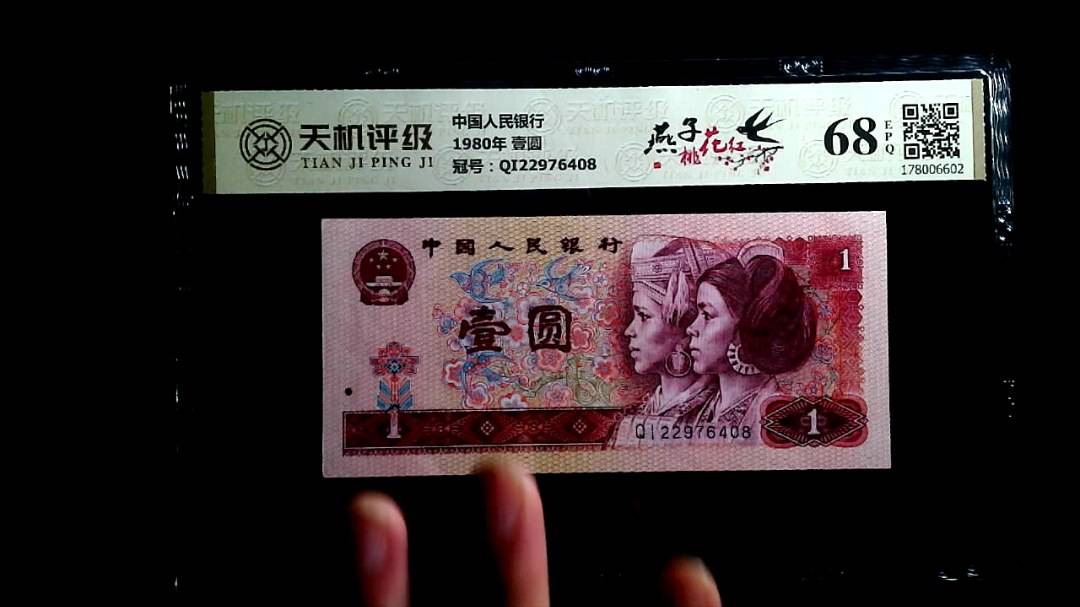 天机评级
TIAN JI PING JI
中国人民银行
1980年 壹圆
冠号：QI22976408
燕子
桃花红
68
EPQ
178006602
中国人民银行
1
壹圆
1
QI22976408
1